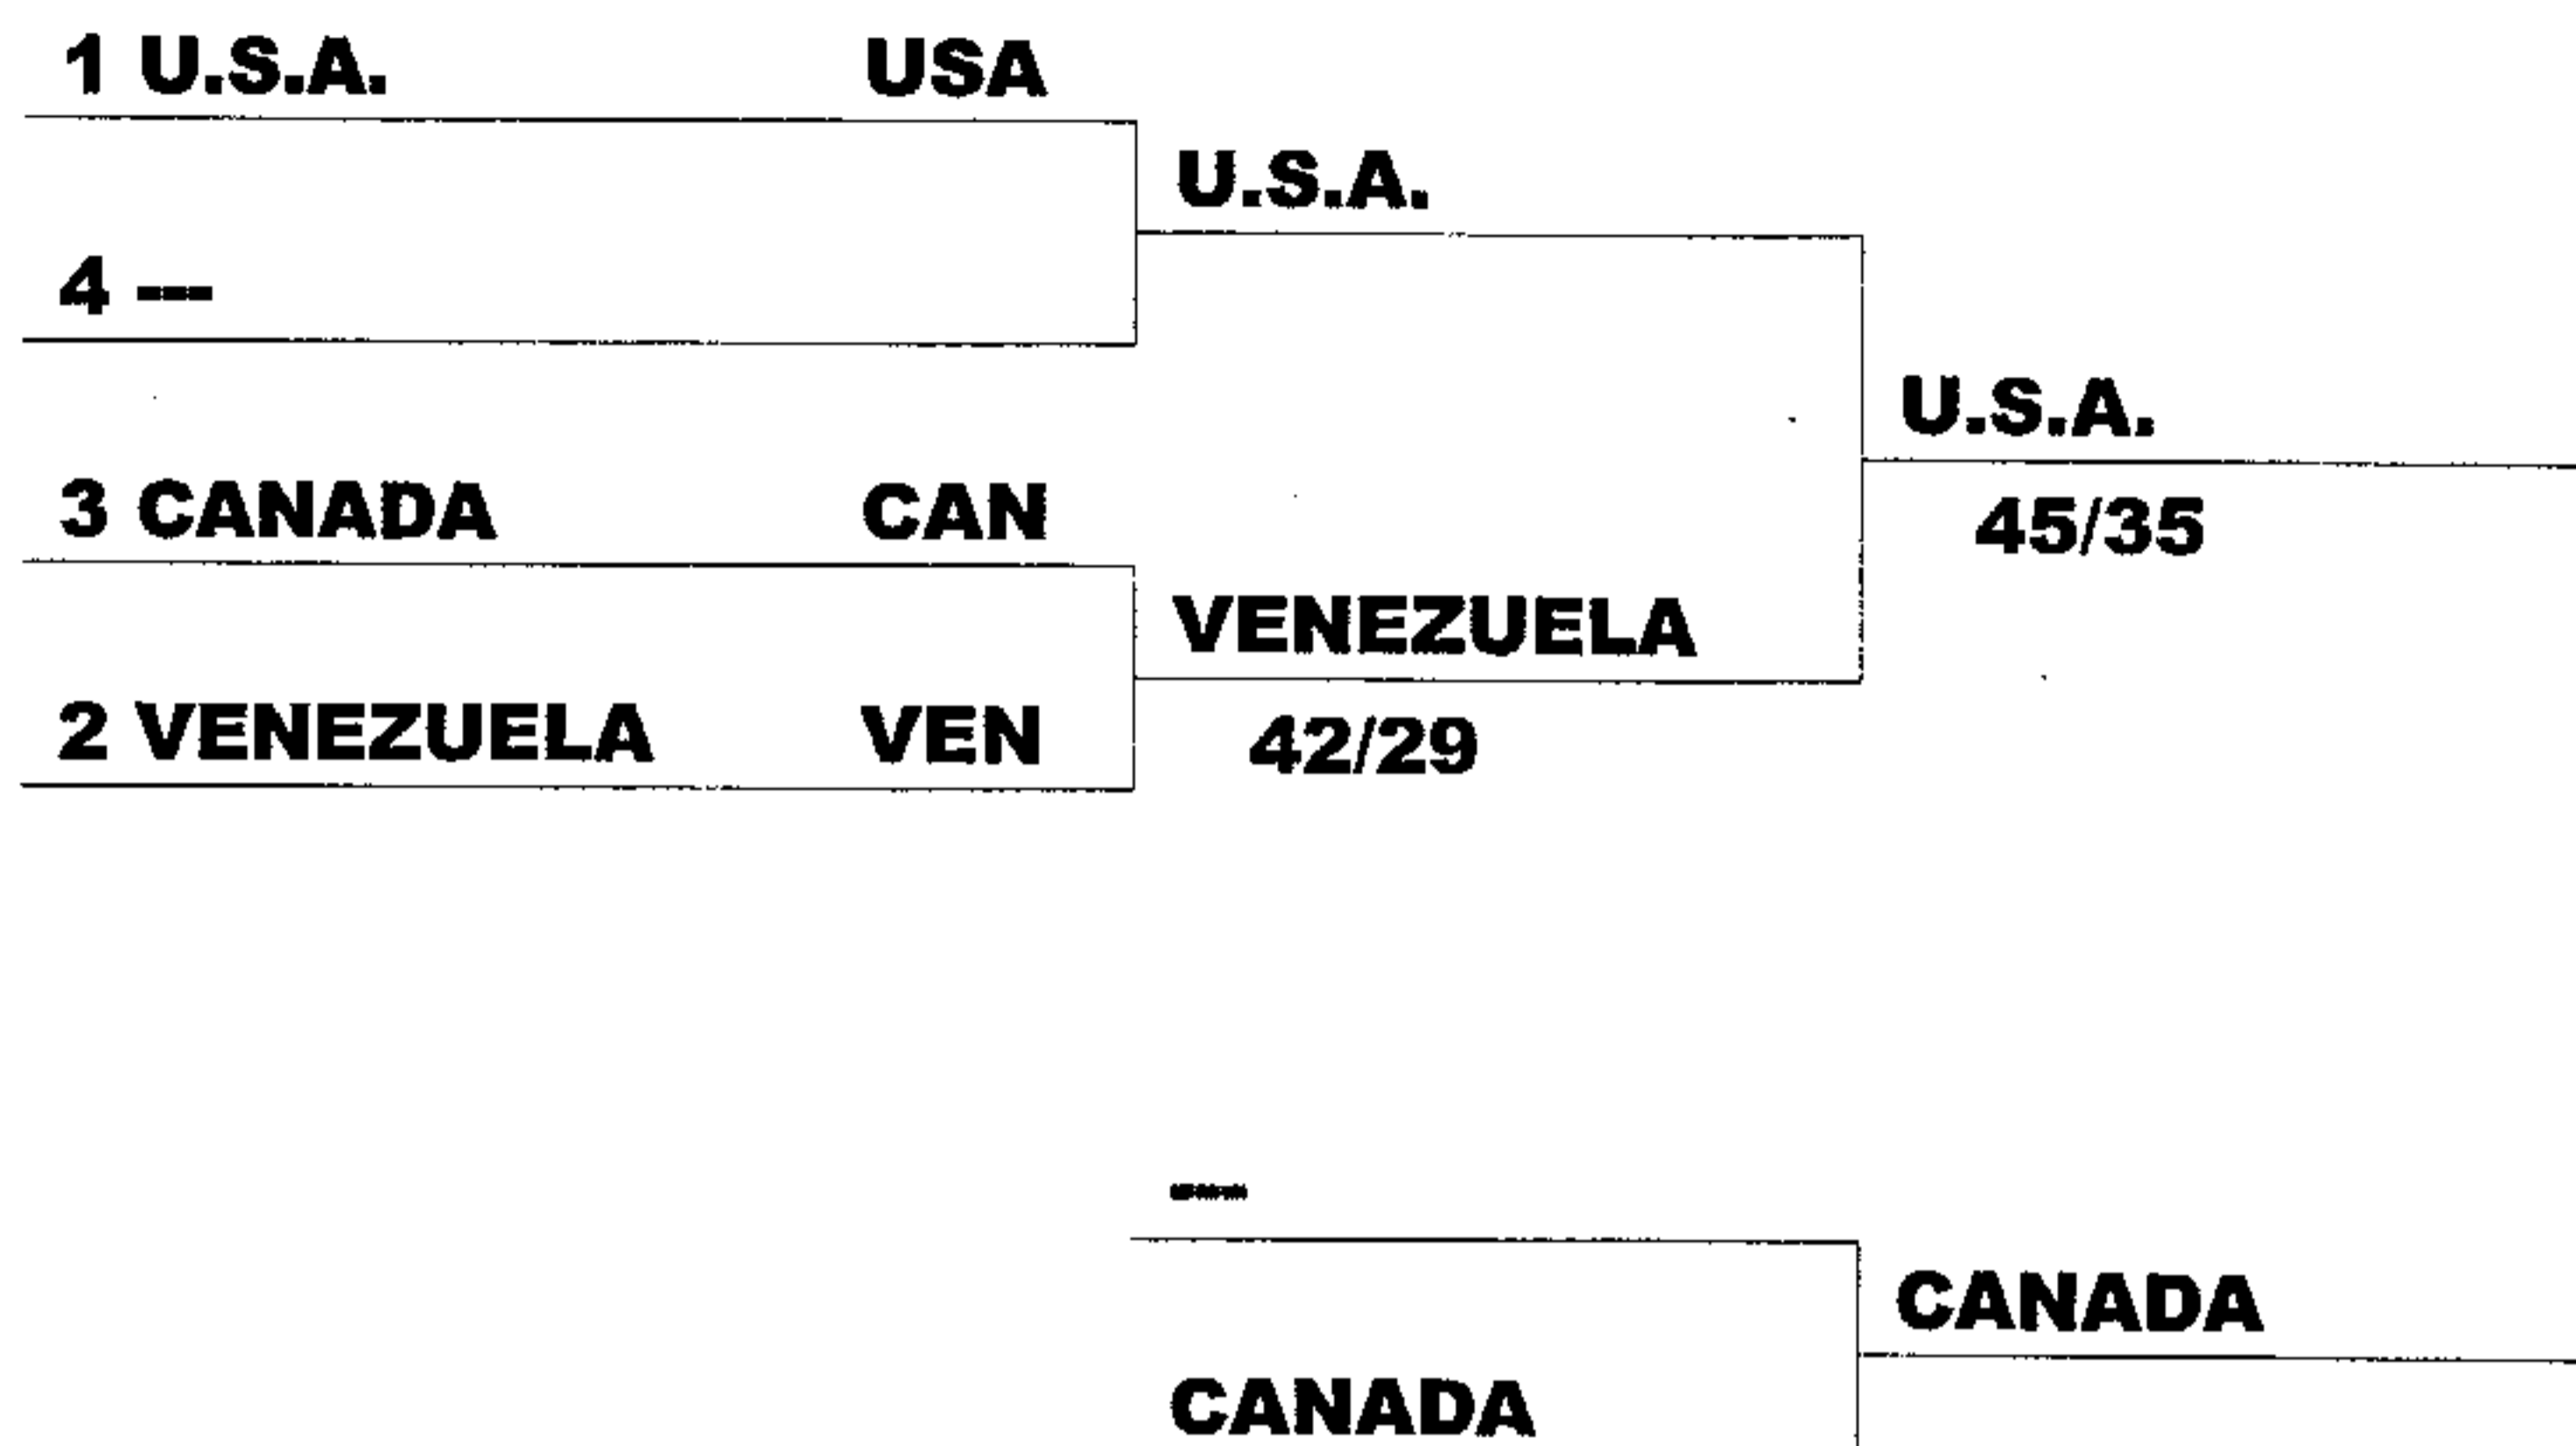 1 U.S.A. USA
U.S.A.
4 ---
U.S.A.
3 CANADA CAN
45/35
VENEZUELA
2 VENEZUELA VEN
42/29
---
CANADA
CANADA